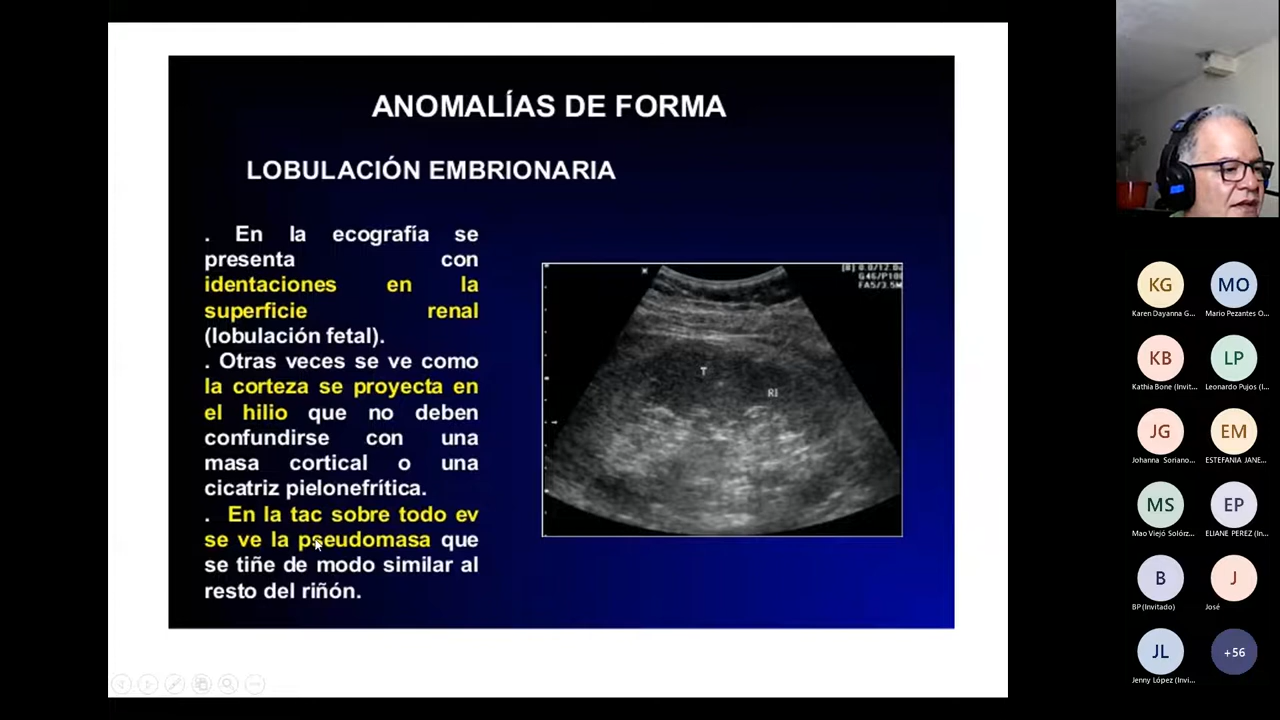 ANOMALÍAS DE FORMA
LOBULACIÓN EMBRIONARIA
. En la ecografía se
presenta con
identaciones en la
superficie renal
(lobulación fetal).
. Otras veces se ve como
la corteza se proyecta en
el hilio que no deben
confundirse con una
masa cortical o una
cicatriz pielonefrítica.
. En la tac sobre todo ev
se ve la pseudomasa que
se tiñe de modo similar al
resto del riñón.
T
RI
KG
MO
Karen Dayanna G...
Mario Pezantes O...
KB
LP
Kathia Bone (Invit...
Leonardo Pujos (I...
JG
EM
Johanna Soriano...
ESTEFANIA JANE...
MS
EP
Mao Viejó Solórz...
ELIANE PEREZ (In...
B
J
BP (Invitado)
José
JL
+56
Jenny López (Invi...